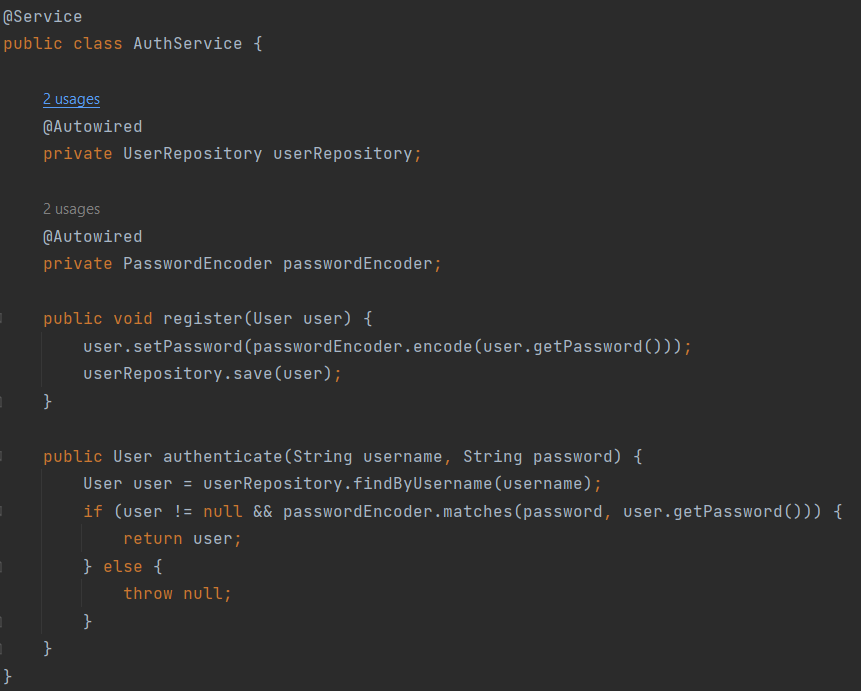 @Service
public class AuthService {
2 usages
@Autowired
private UserRepository userRepository;
2 usages
@Autowired
private PasswordEncoder passwordEncoder;
public void register(User user) {
user.setPassword(passwordEncoder.encode(user.getPassword()));
userRepository.save(user);
}
public User authenticate(String username, String password) {
User user = userRepository.findByUsername(username);
if (user != null && passwordEncoder.matches(password, user.getPassword())) {
return user;
} else {
throw null;
}
}
}